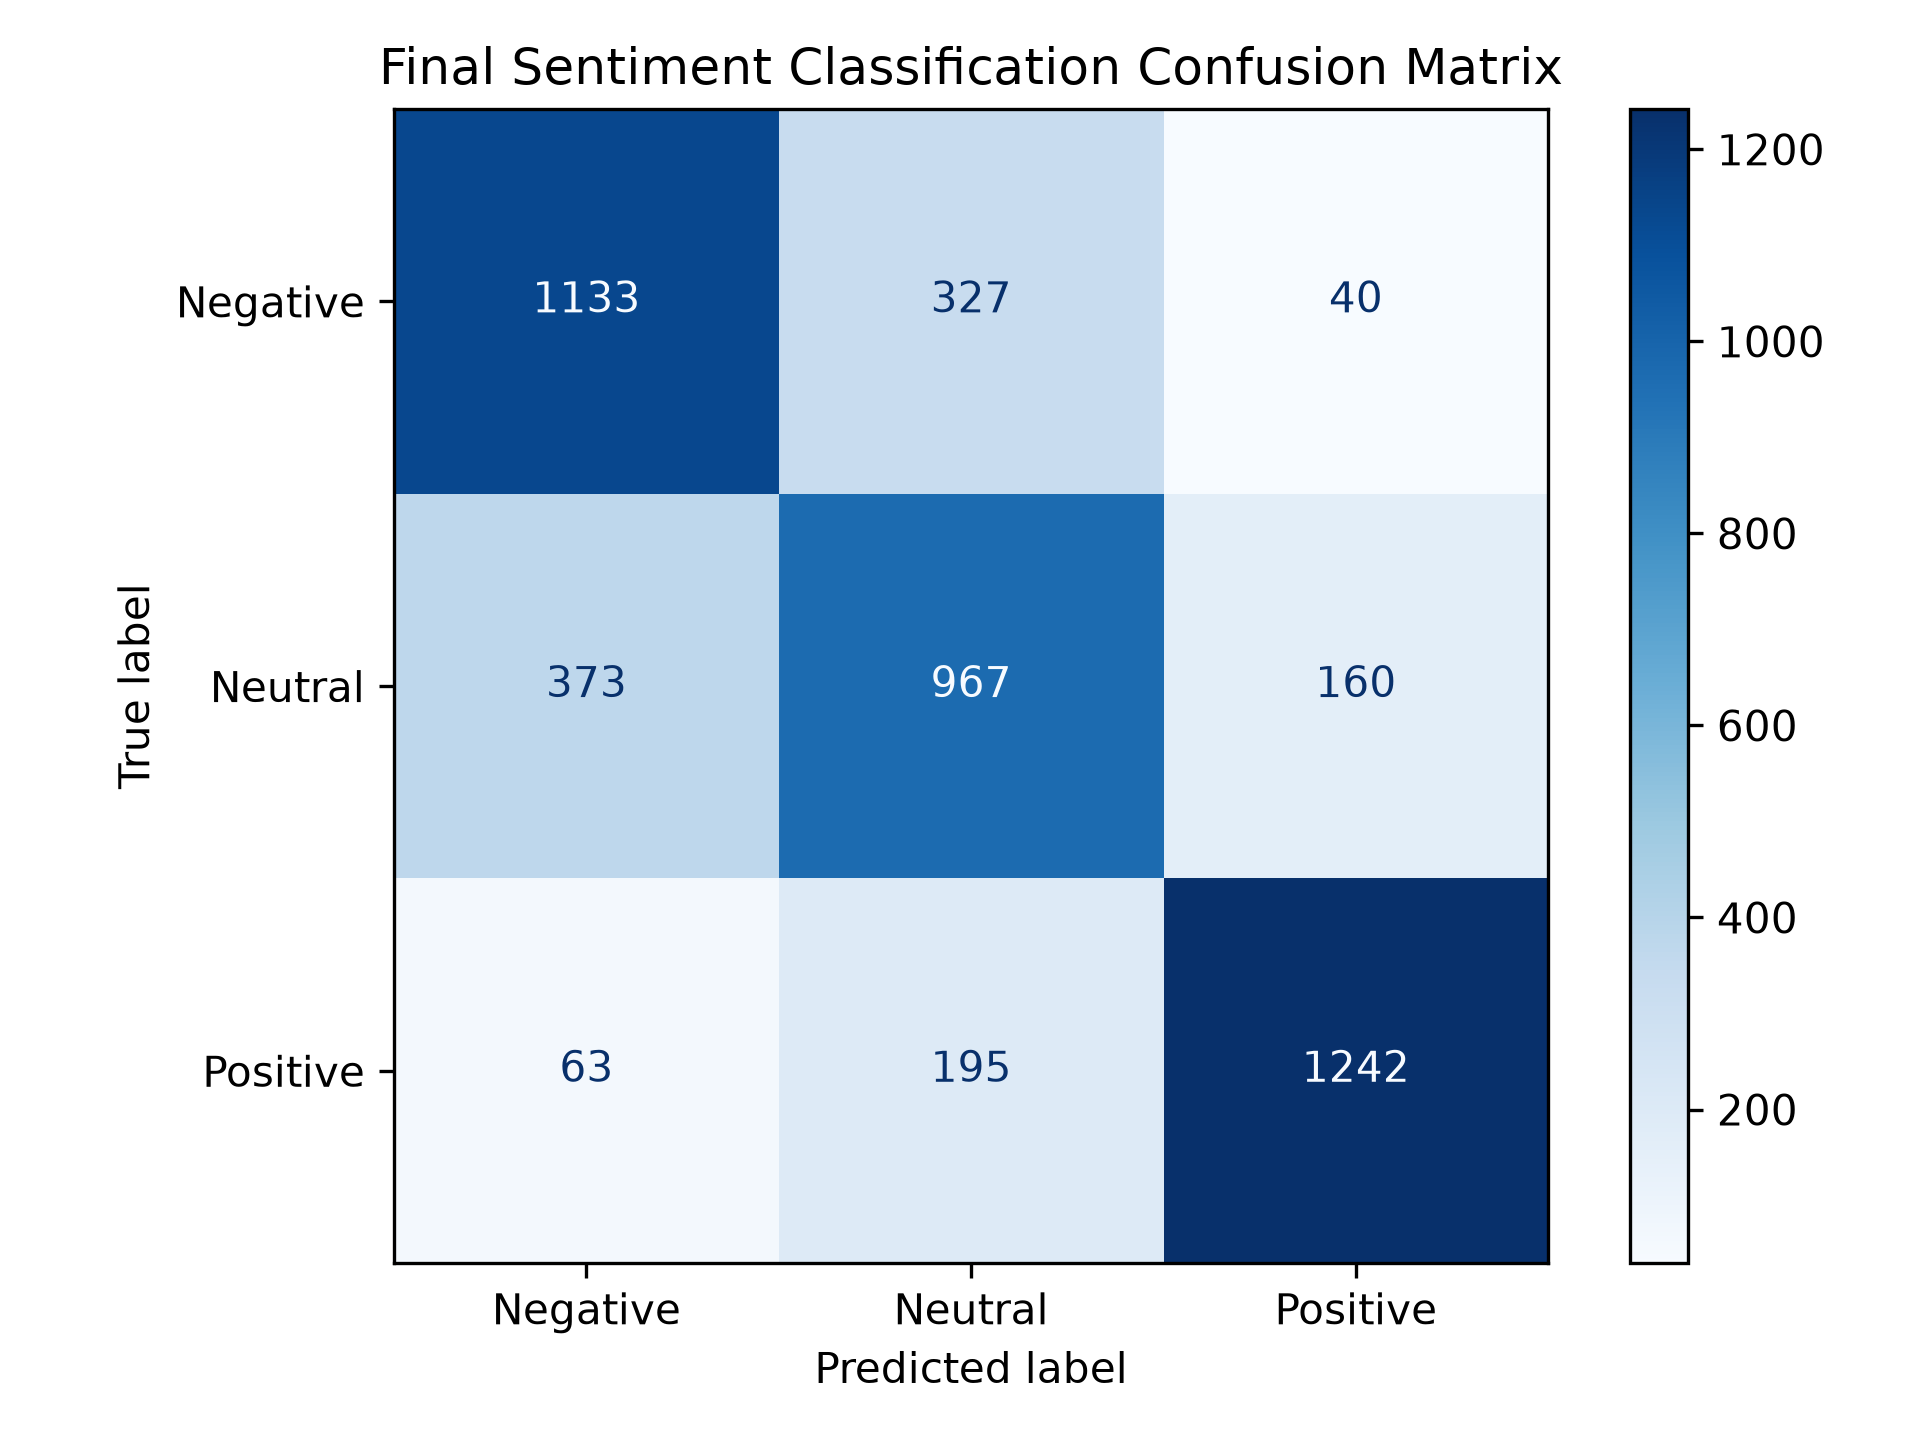 Final Sentiment Classification Confusion Matrix
Negative
1133
327
40
Neutral
373
967
160
Positive
63
195
1242
True label
Negative Neutral Positive
Predicted label
1200
1000
800
600
400
200